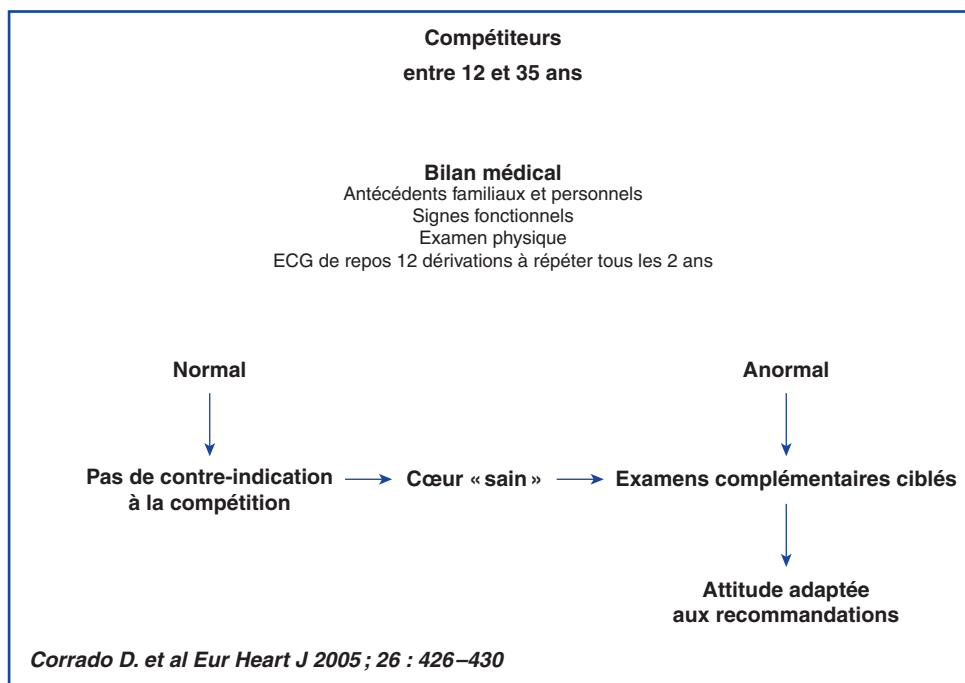 Compétiteurs
entre 12 et 35 ans
Bilan médical
Antécédents familiaux et personnels
Signes fonctionnels
Examen physique
ECG de repos 12 dérivations à répéter tous les 2 ans
Normal
Anormal
Pas de contre-indication
à la compétition
Cœur « sain »
Examens complémentaires ciblés
Attitude adaptée
aux recommandations
Corrado D. et al Eur Heart J 2005 ; 26 : 426–430